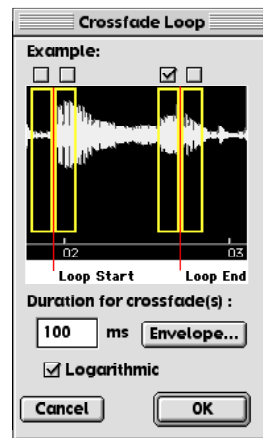 Crossfade Loop
Example:
02 03
Loop Start Loop End
Duration for crossfade(s) :
100 ms Envelope...
Logarithmic
Cancel OK